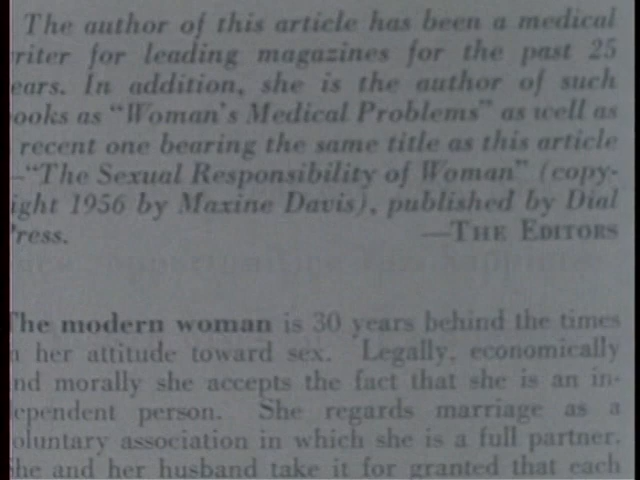 The author of this article has been a medical
riter for leading magazines for the past 25
ears. In addition, she is the author of such
ooks as "Woman's Medical Problems" as well as
recent one bearing the same title as this article
—"The Sexual Responsibility of Woman" (copy-
ight 1956 by Maxine Davis), published by Dial
ress. —THE EDITORS
The modern woman is 30 years behind the times
n her attitude toward sex. Legally, economically
nd morally she accepts the fact that she is an in-
ependent person. She regards marriage as a
oluntary association in which she is a full partner.
She and her husband take it for granted that each